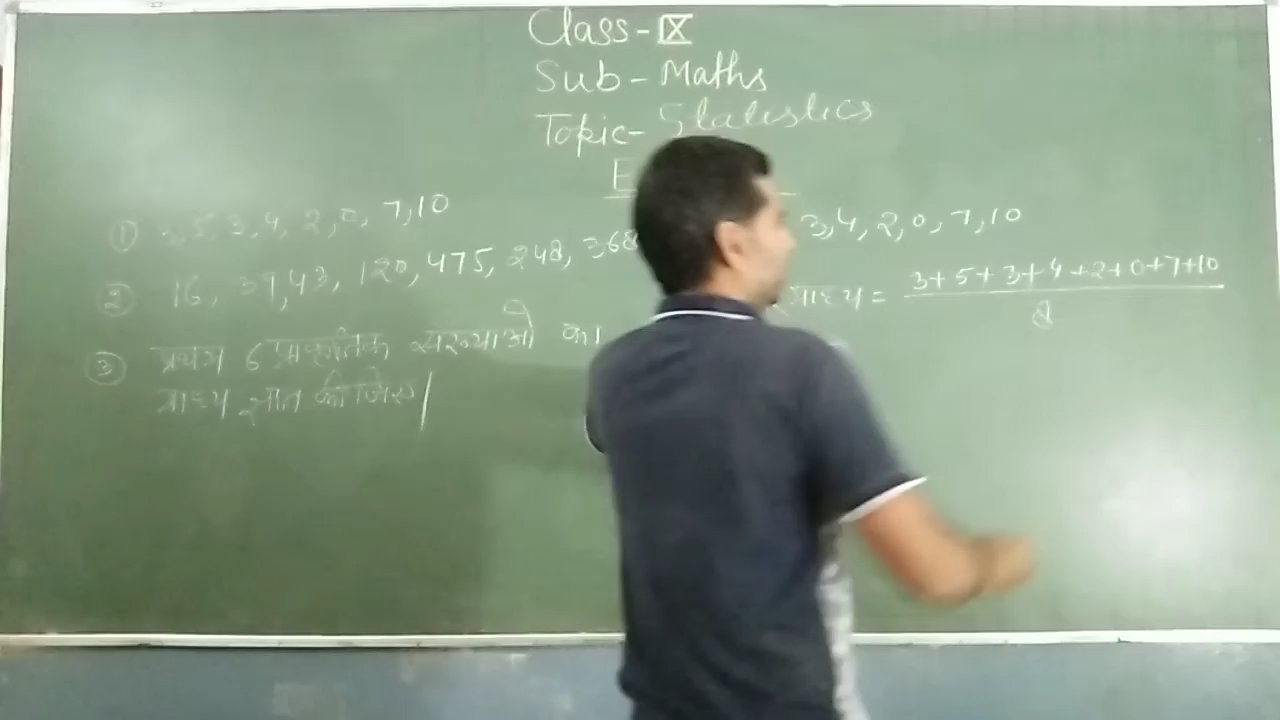 Class-IX
Sub-Maths
Topic-Statistics
E
① 3,5,3,4,2,0,7,10
② 16, 39,43, 120,475, 248, 368
③ प्रथम 6 प्राकृतिक संख्याओं का
माध्य ज्ञात कीजिए|
3,4,2,0,7,10
माध्य = 3+5+3+4+2+0+7+10
8